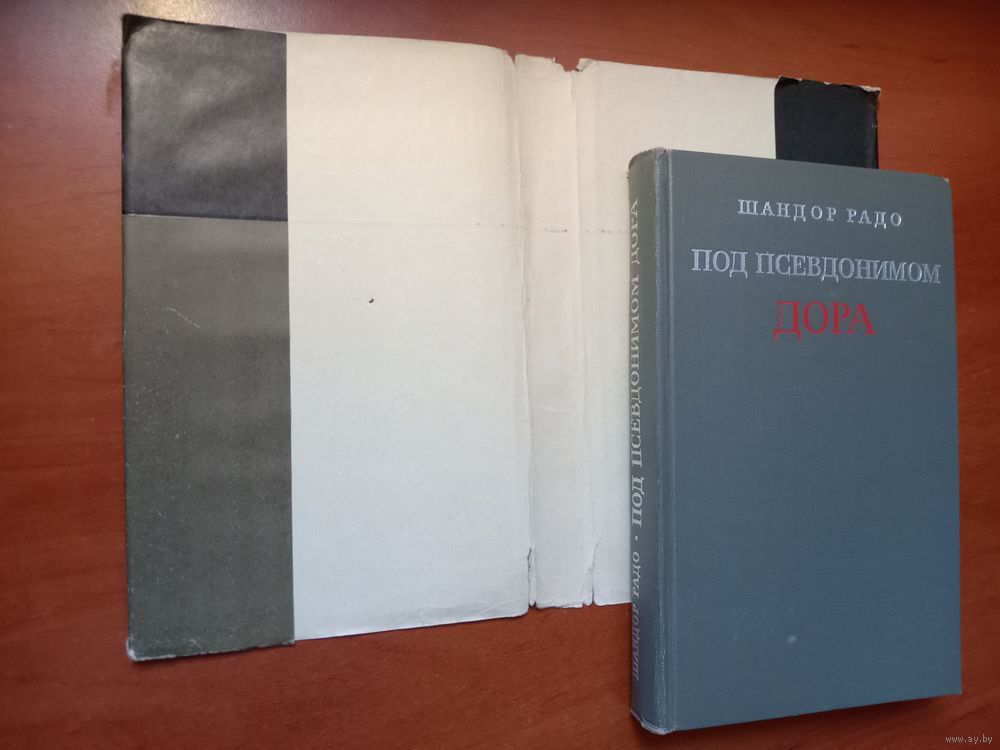 ШАНДОР РАДО
ПОД ПСЕВДОНИМОМ
ДОРА
ШАНДОР РАДО • ПОД ПСЕВДОНИМОМ ДОРА
www.ay.by